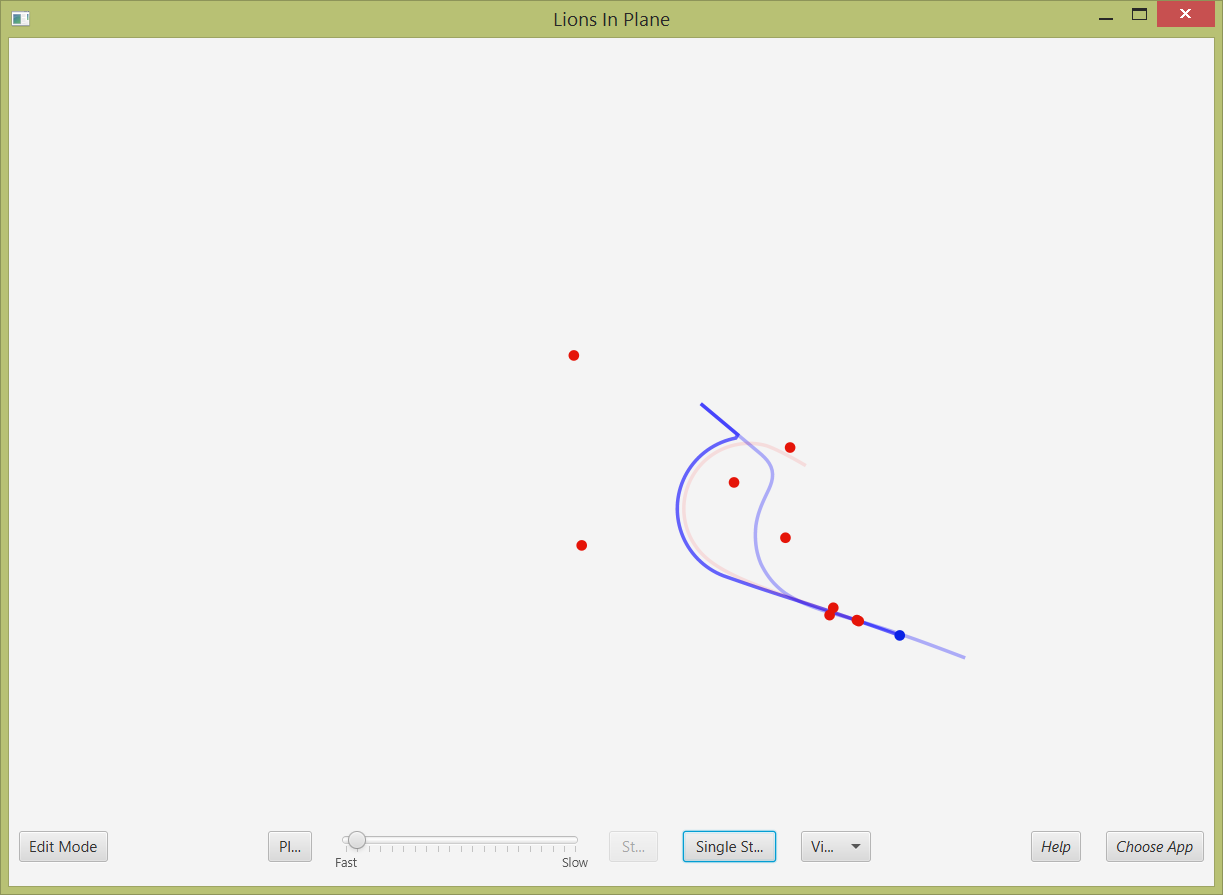 Lions In Plane
Edit Mode
Pl...
Fast
Slow
St...
Single St...
Vi...
Help
Choose App